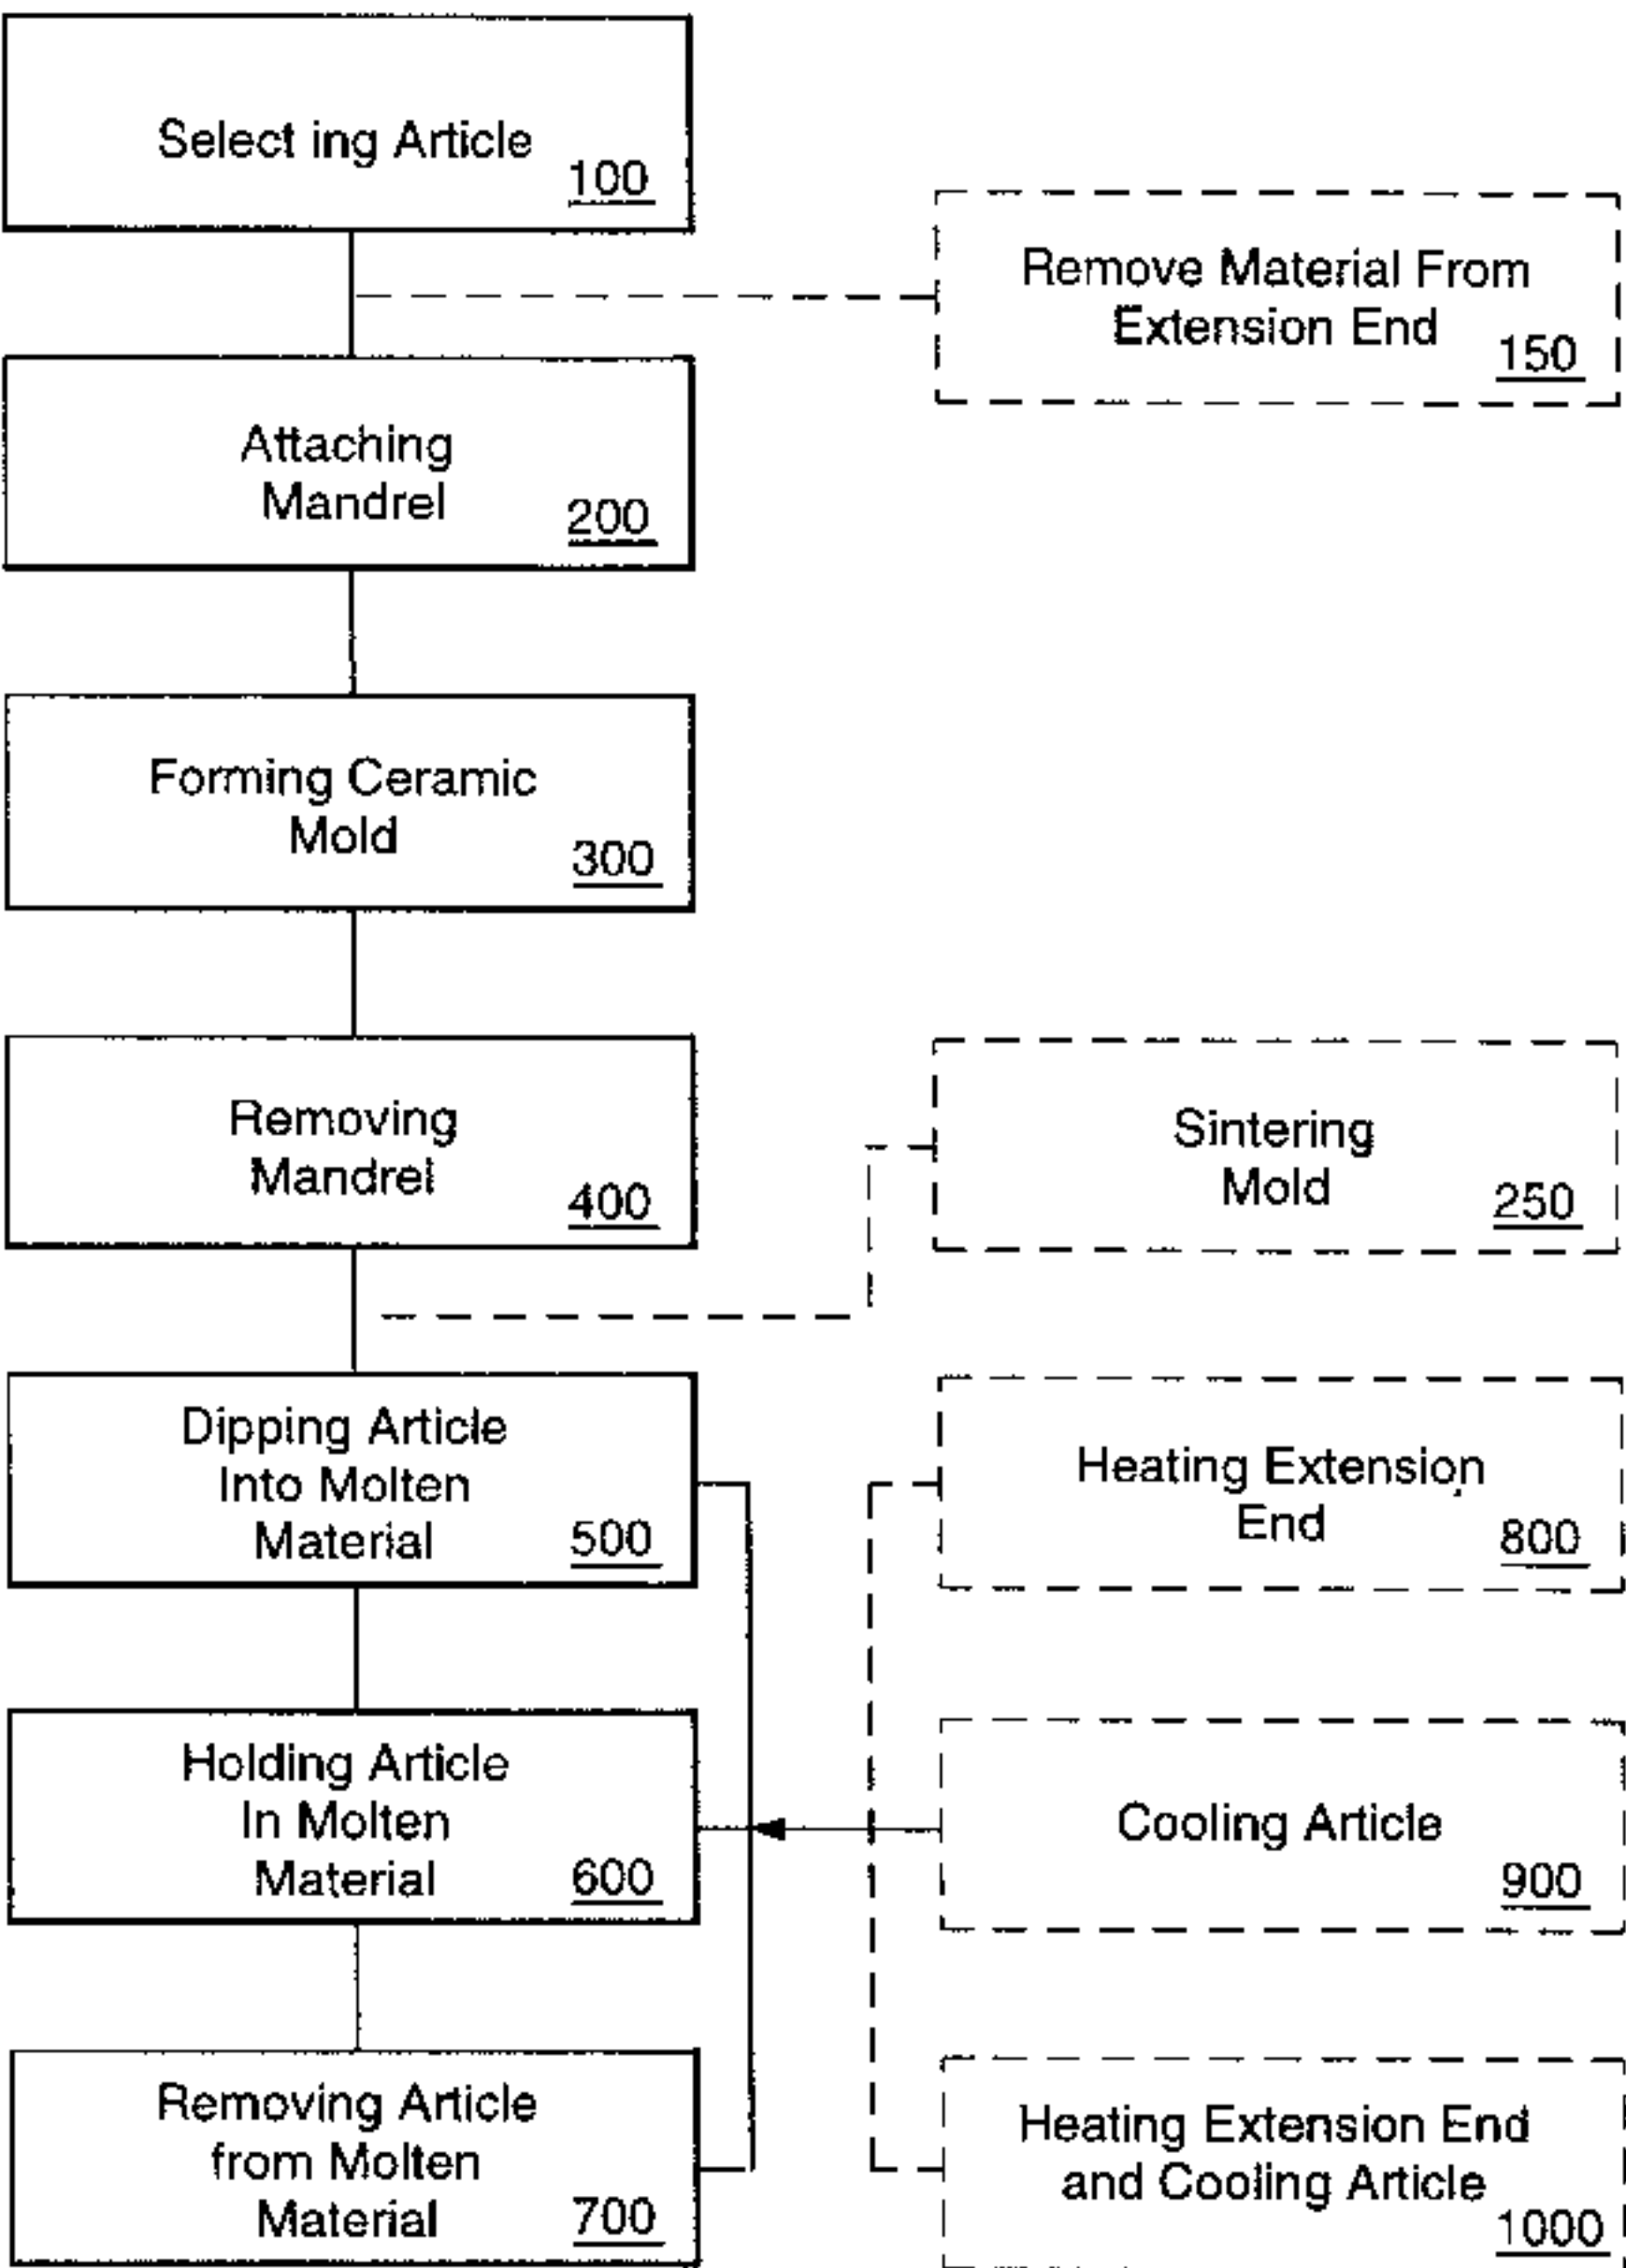 Select ing Article
100
Remove Material From
Extension End
150
Attaching
Mandrel
200
Forming Ceramic
Mold
300
Removing
Mandrel
400
Sintering
Mold
250
Dipping Article
Into Molten
Material
500
Heating Extension
End
800
Holding Article
In Molten
Material
600
Cooling Article
900
Removing Article
from Molten
Material
700
Heating Extension End
and Cooling Article
1000